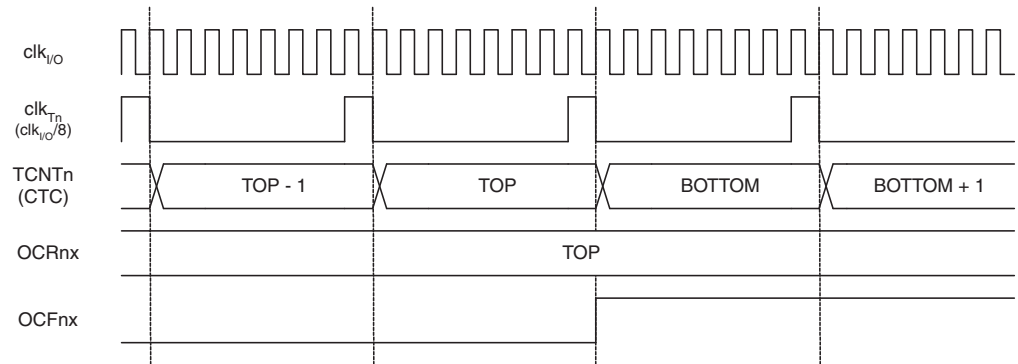 clkI/O
clkTn
(clkI/O/8)
TCNTn
(CTC)
TOP - 1
TOP
BOTTOM
BOTTOM + 1
OCRnx
TOP
OCFnx